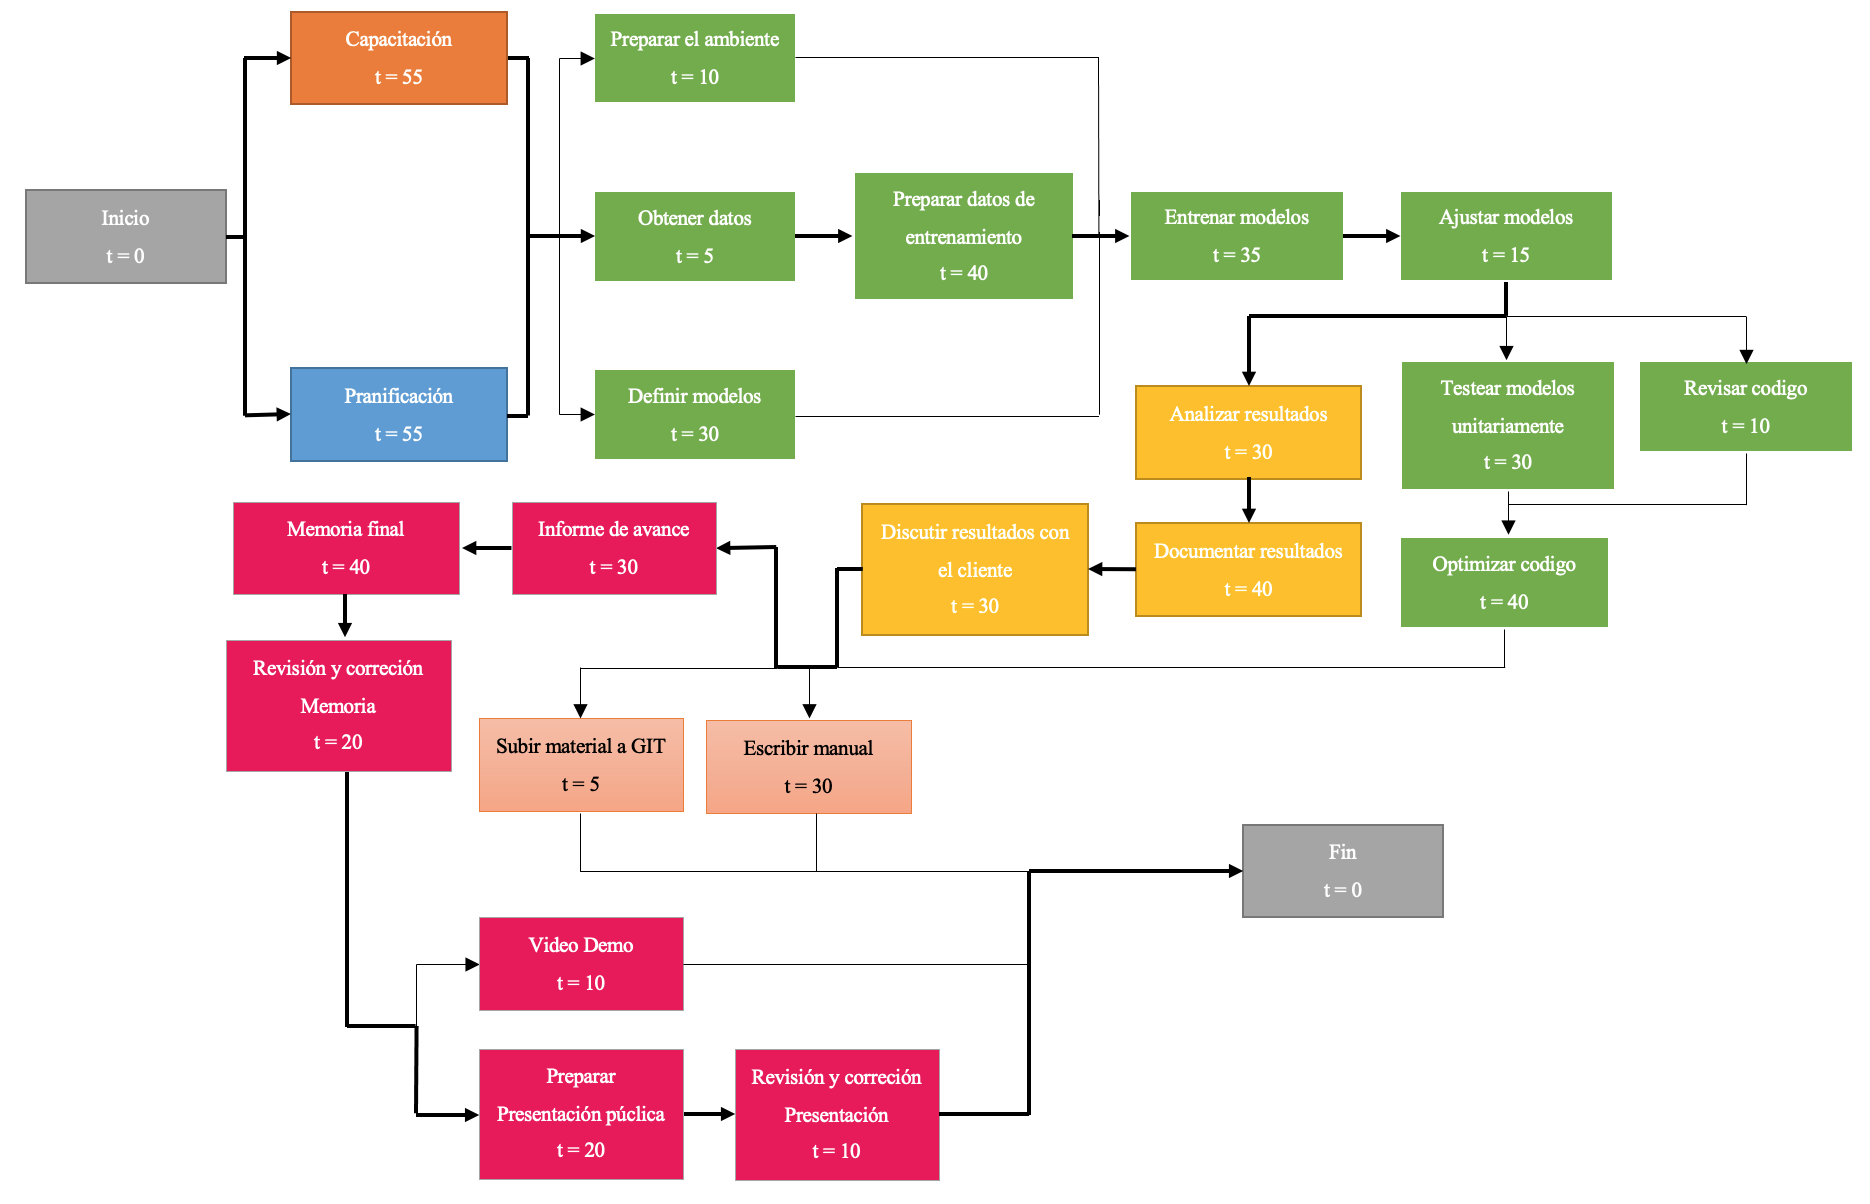 Inicio
t = 0
Capacitación
t = 55
Pranificación
t = 55
Preparar el ambiente
t = 10
Obtener datos
t = 5
Definir modelos
t = 30
Preparar datos de
entrenamiento
t = 40
Entrenar modelos
t = 35
Ajustar modelos
t = 15
Analizar resultados
t = 30
Testear modelos
unitariamente
t = 30
Revisar codigo
t = 10
Documentar resultados
t = 40
Optimizar codigo
t = 40
Discutir resultados con
el cliente
t = 30
Informe de avance
t = 30
Memoria final
t = 40
Revisión y correción
Memoria
t = 20
Subir material a GIT
t = 5
Escribir manual
t = 30
Video Demo
t = 10
Preparar
Presentación púclica
t = 20
Revisión y correción
Presentación
t = 10
Fin
t = 0